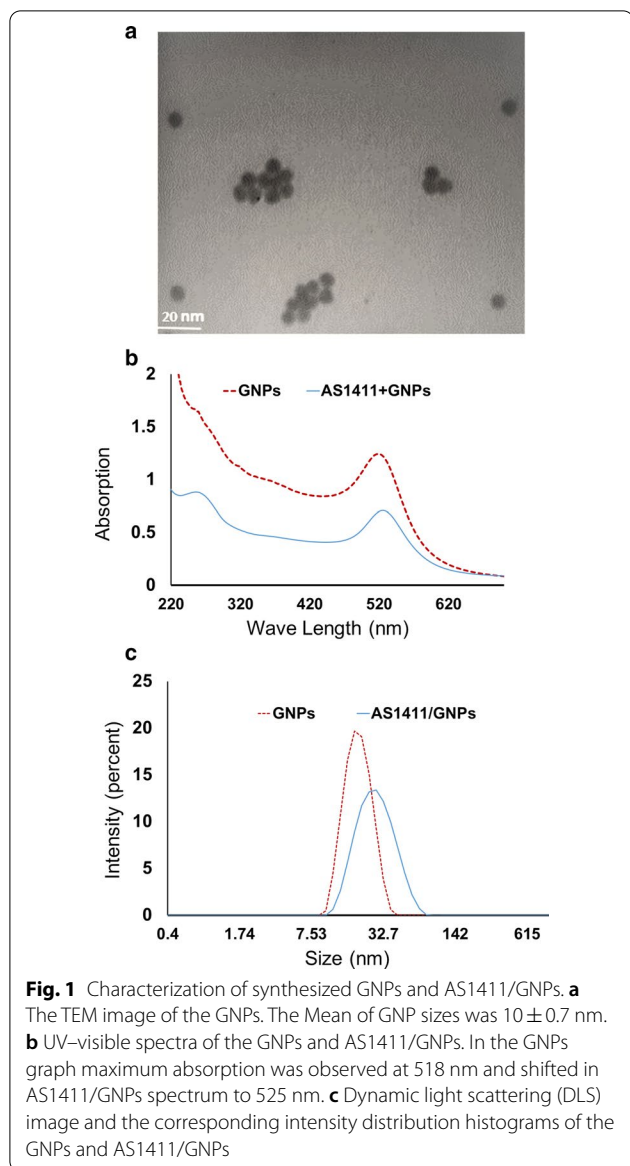 a
20 nm
b
2
GNPs
AS1411+GNPs
1.5
1
0.5
0
Absorption
220
320
420
520
620
Wave Length (nm)
c
25
GNPs
AS1411/GNPs
20
15
10
5
0
Intensity (percent)
0.4
1.74
7.53
32.7
142
615
Size (nm)
Fig. 1 Characterization of synthesized GNPs and AS1411/GNPs. a
The TEM image of the GNPs. The Mean of GNP sizes was 10 ± 0.7 nm.
b UV–visible spectra of the GNPs and AS1411/GNPs. In the GNPs
graph maximum absorption was observed at 518 nm and shifted in
AS1411/GNPs spectrum to 525 nm. c Dynamic light scattering (DLS)
image and the corresponding intensity distribution histograms of the
GNPs and AS1411/GNPs